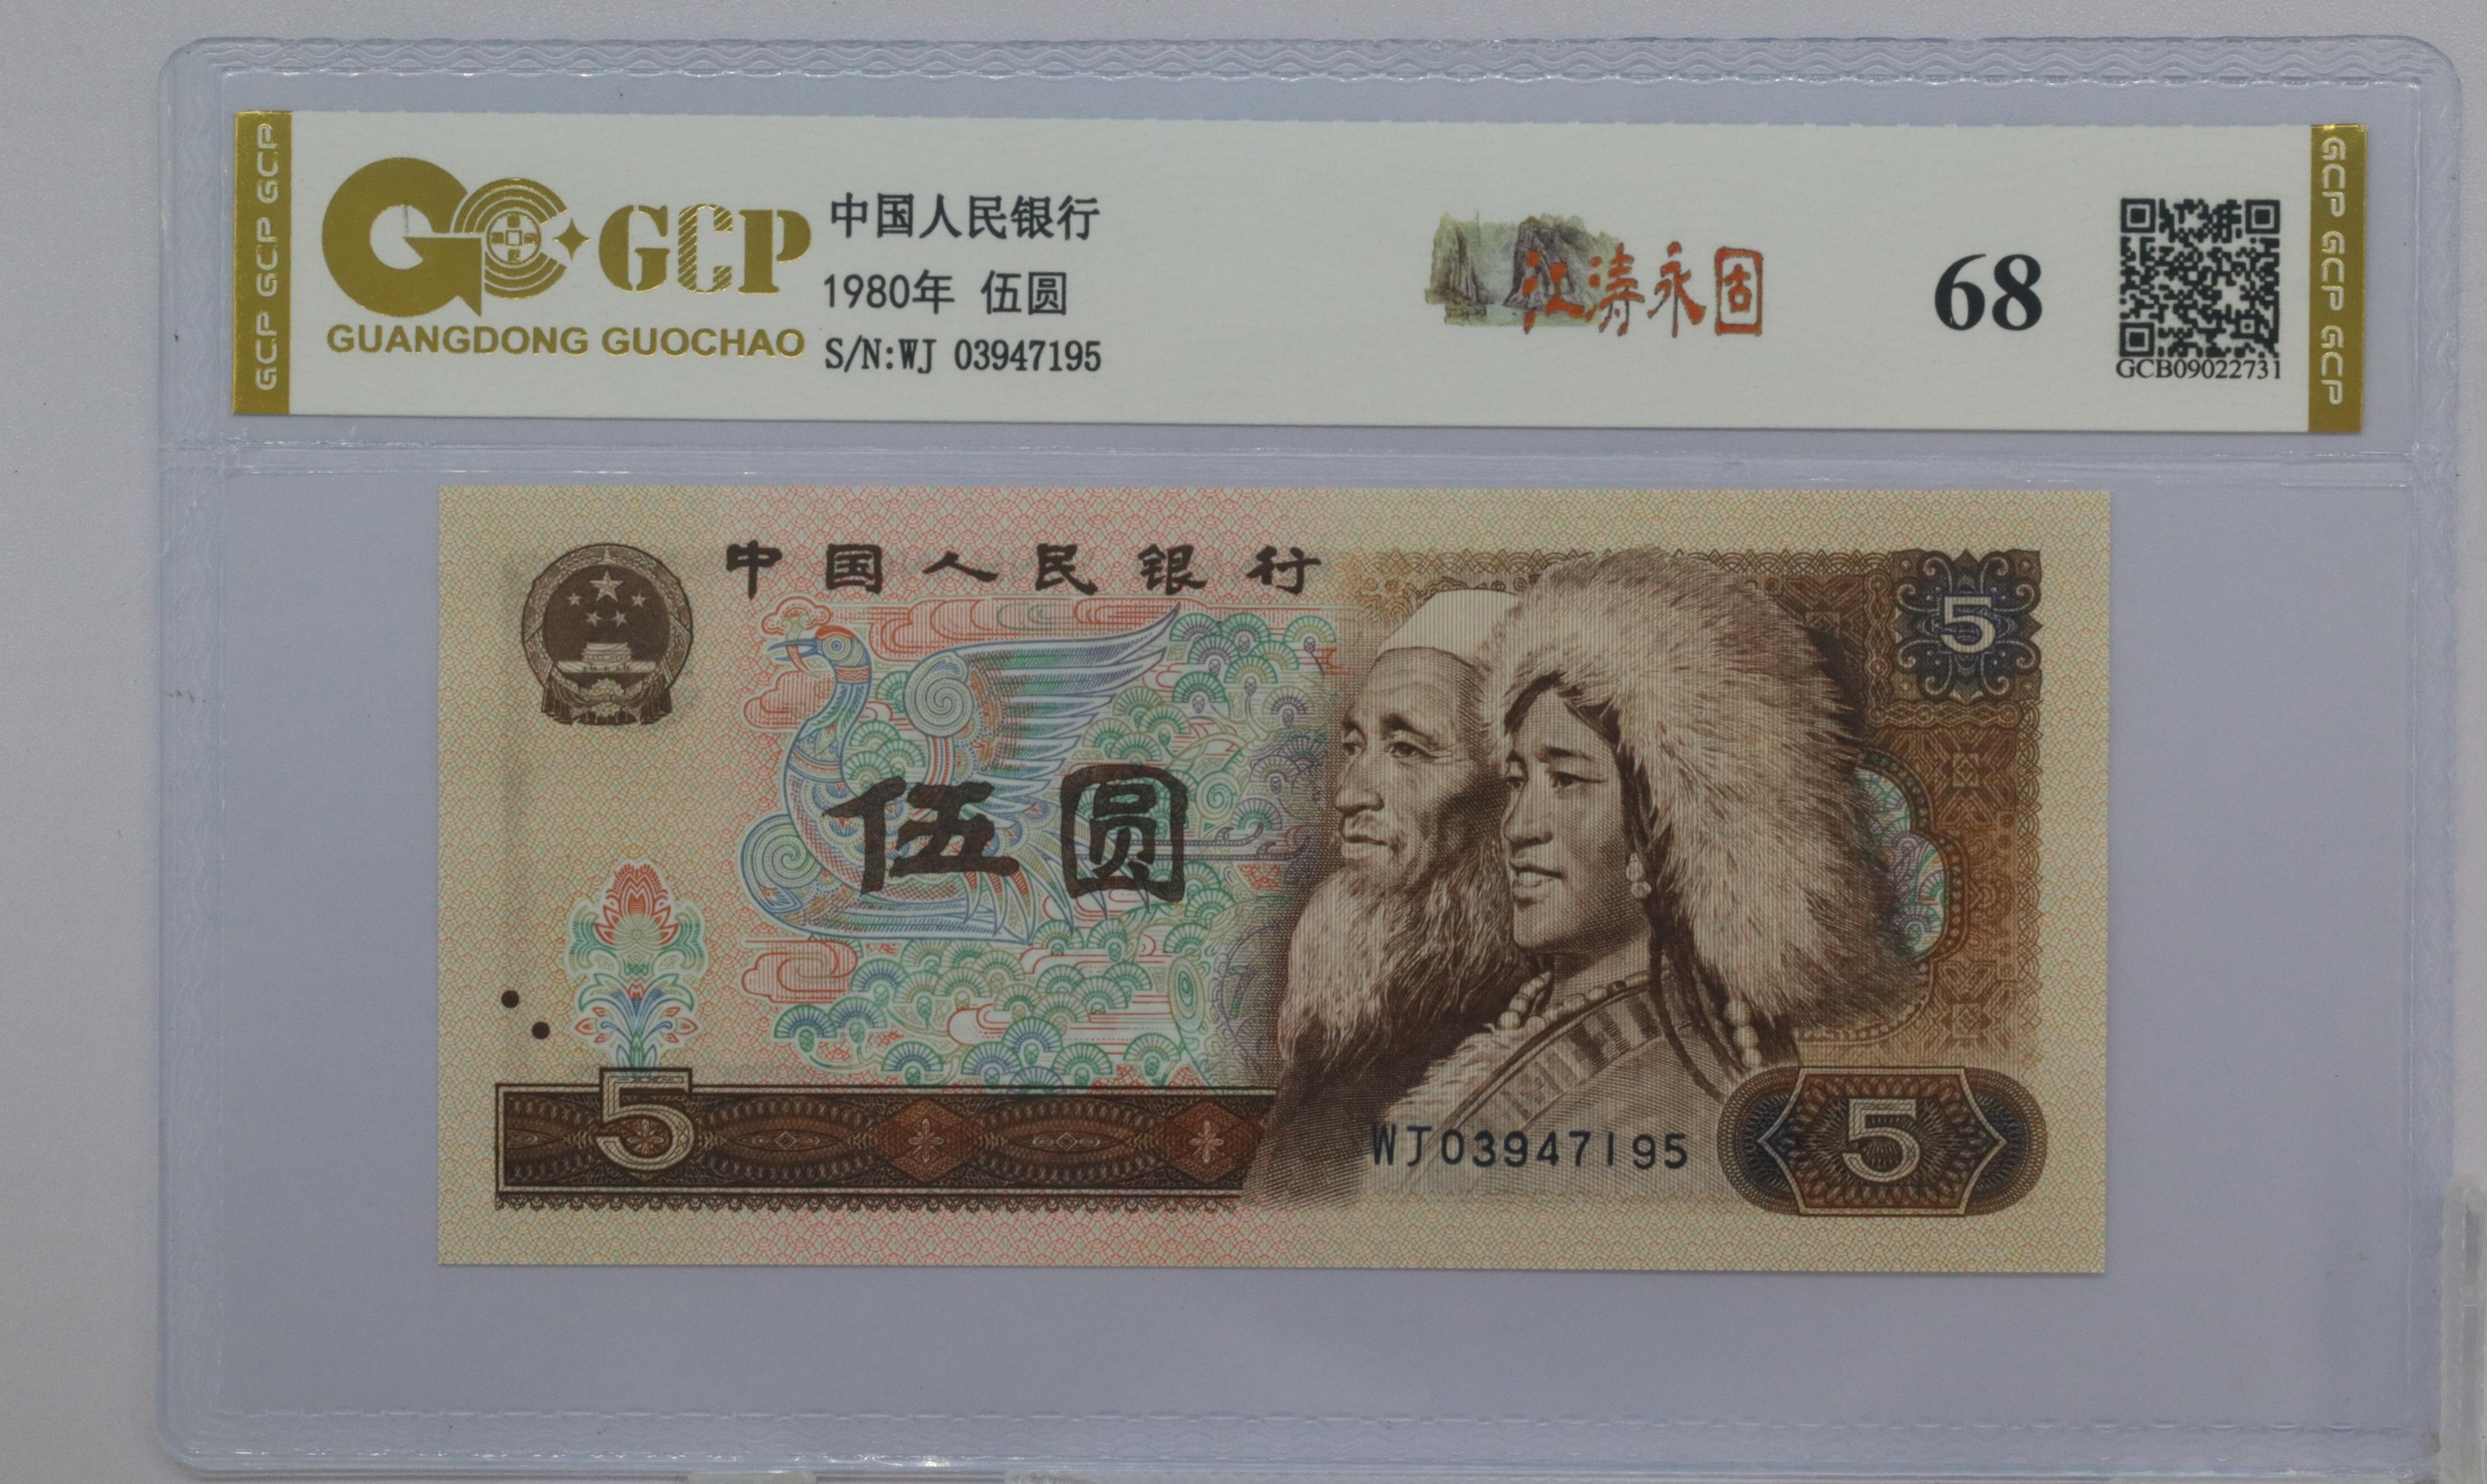 GCP GCP GCP
GCP
GUANGDONG GUOCHAO
中国人民银行
1980年 伍圆
S/N:WJ 03947195
江涛永固
68
GCB09022731
GCP GCP GCP GCP
中国人民银行
5
伍圆
5
WJ03947195
5